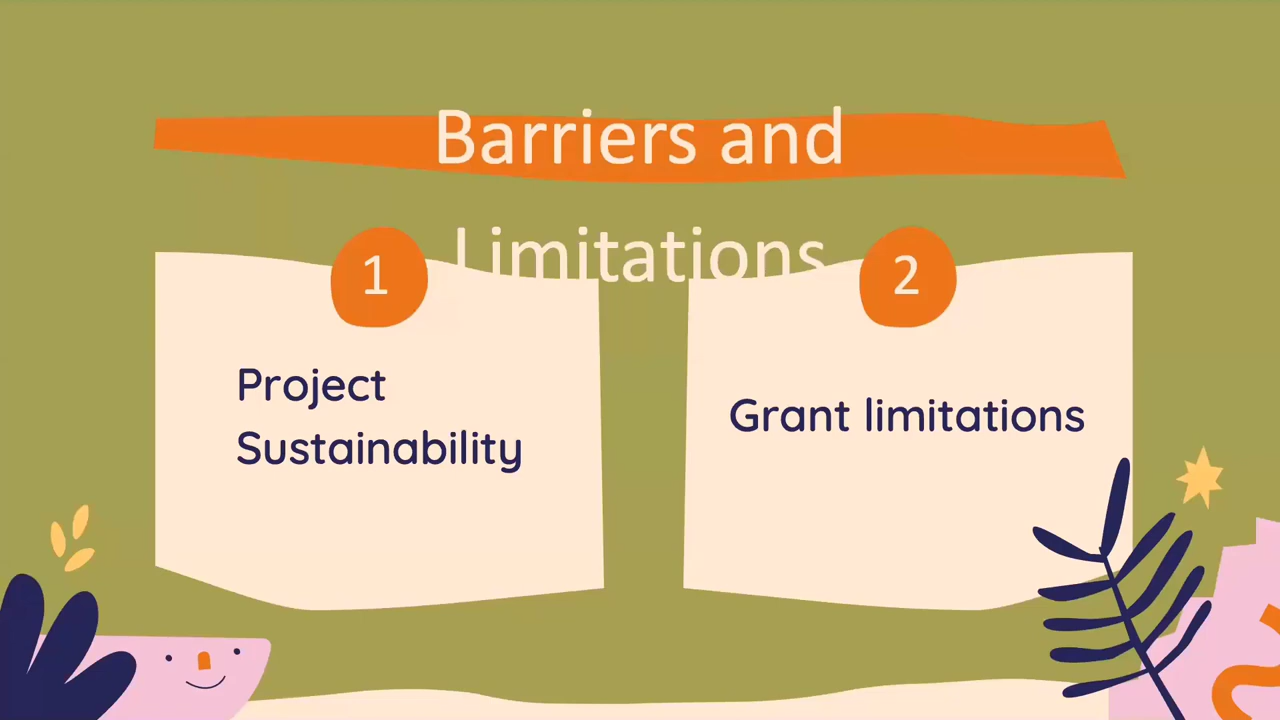 Barriers and
Limitations
1
Project
Sustainability
2
Grant limitations